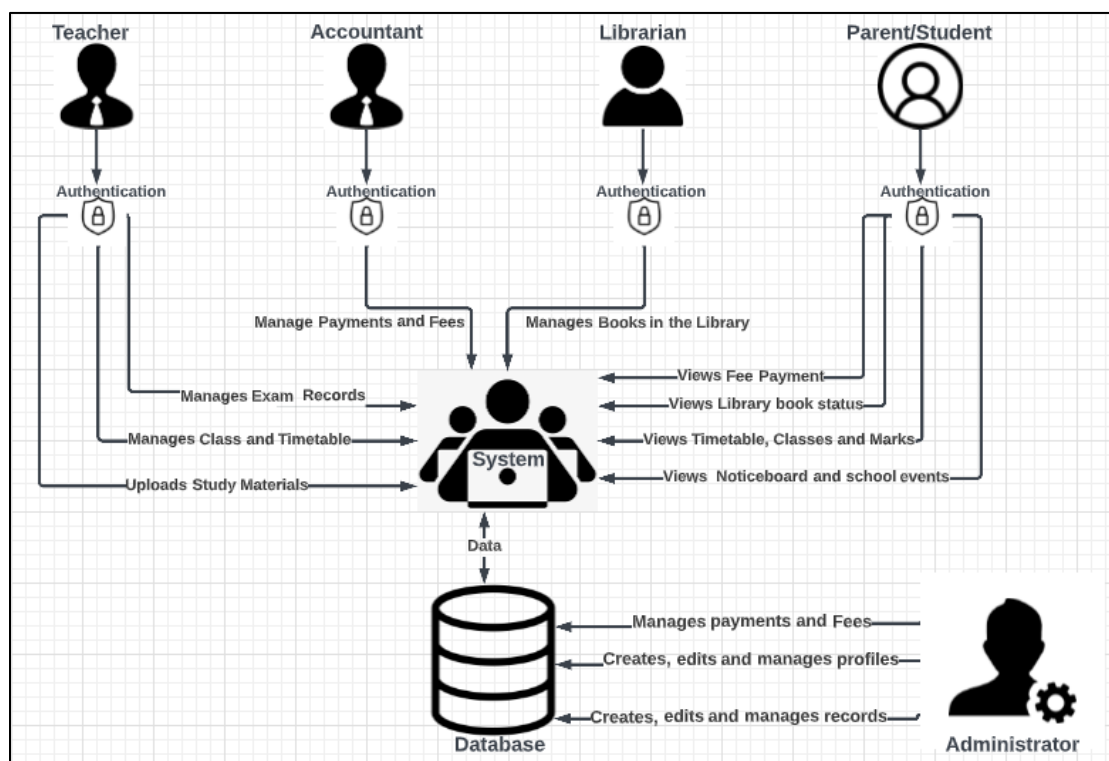 Teacher
Accountant
Librarian
Parent/Student
Authentication
Authentication
Authentication
Authentication
Manage Payments and Fees
Manages Books in the Library
Manages Exam Records
Manages Class and Timetable
Uploads Study Materials
Views Fee Payment
Views Library book status
Views Timetable, Classes and Marks
Views Noticeboard and school events
System
Data
Database
Manages payments and Fees
Creates, edits and manages profiles
Creates, edits and manages records
Administrator